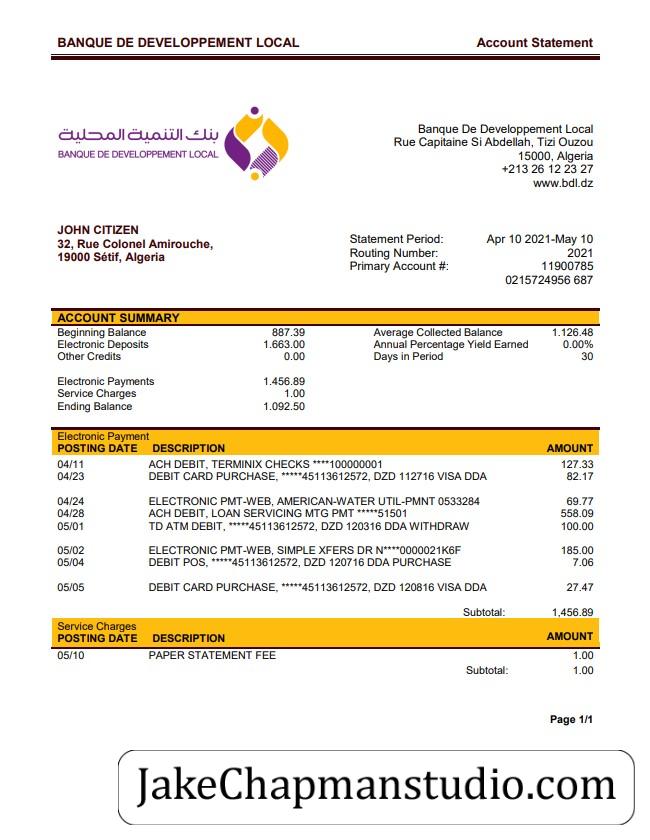 BANQUE DE DEVELOPPEMENT LOCAL Account Statement
بنك التنمية المحلية
BANQUE DE DEVELOPPEMENT LOCAL
Banque De Developpement Local
Rue Capitaine Si Abdellah, Tizi Ouzou
15000, Algeria
+213 26 12 23 27
www.bdl.dz
JOHN CITIZEN
32, Rue Colonel Amirouche,
19000 Sétif, Algeria
Statement Period: Apr 10 2021-May 10
Routing Number: 2021
Primary Account #: 11900785
0215724956 687
ACCOUNT SUMMARY
Beginning Balance 887.39 Average Collected Balance 1.126.48
Electronic Deposits 1.663.00 Annual Percentage Yield Earned 0.00%
Other Credits 0.00 Days in Period 30
Electronic Payments 1.456.89
Service Charges 1.00
Ending Balance 1.092.50
Electronic Payment
POSTING DATE DESCRIPTION AMOUNT
04/11 ACH DEBIT, TERMINIX CHECKS ****100000001 127.33
04/23 DEBIT CARD PURCHASE, *****45113612572, DZD 112716 VISA DDA 82.17
04/24 ELECTRONIC PMT-WEB, AMERICAN-WATER UTIL-PMNT 0533284 69.77
04/28 ACH DEBIT, LOAN SERVICING MTG PMT *****51501 558.09
05/01 TD ATM DEBIT, *****45113612572, DZD 120316 DDA WITHDRAW 100.00
05/02 ELECTRONIC PMT-WEB, SIMPLE XFERS DR N****0000021K6F 185.00
05/04 DEBIT POS, *****45113612572, DZD 120716 DDA PURCHASE 7.06
05/05 DEBIT CARD PURCHASE, *****45113612572, DZD 120816 VISA DDA 27.47
Subtotal: 1,456.89
Service Charges
POSTING DATE DESCRIPTION AMOUNT
05/10 PAPER STATEMENT FEE 1.00
Subtotal: 1.00
Page 1/1
JakeChapmanstudio.com